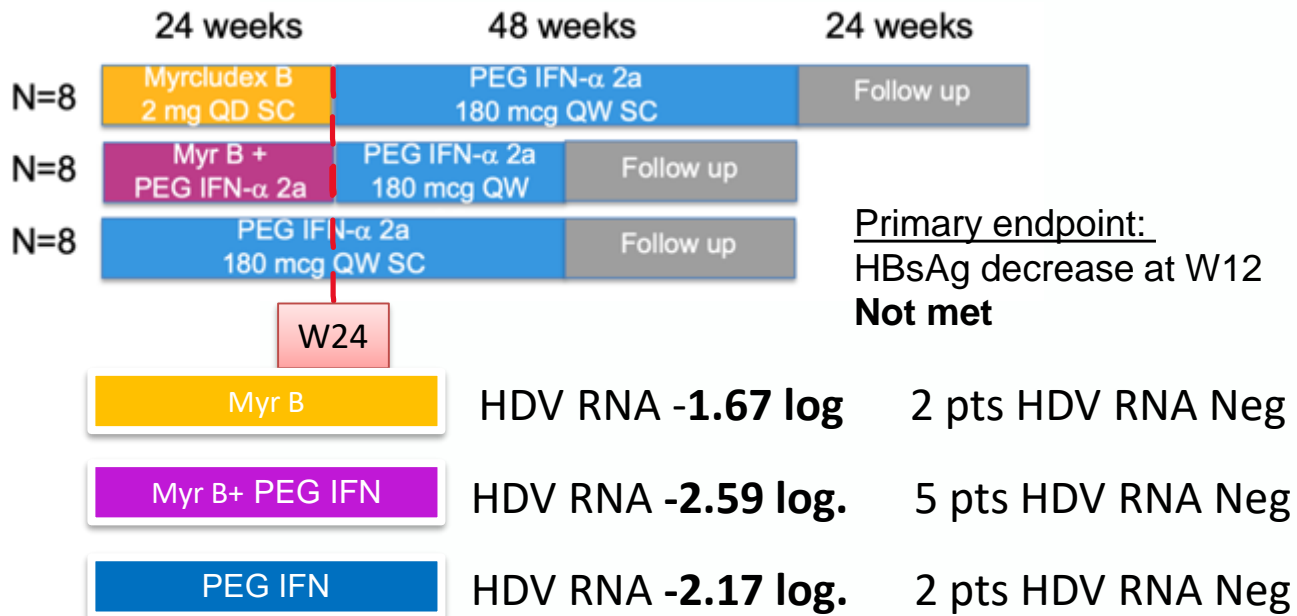 24 weeks 48 weeks 24 weeks
N=8 Myrcludex B PEG IFN-α 2a Follow up
2 mg QD SC 180 mcg QW SC
N=8 Myr B + PEG IFN-α 2a Follow up
PEG IFN-α 2a 180 mcg QW
N=8 PEG IFN-α 2a Follow up
180 mcg QW SC
Primary endpoint:
HBsAg decrease at W12
Not met
W24
Myr B HDV RNA -1.67 log 2 pts HDV RNA Neg
Myr B+ PEG IFN HDV RNA -2.59 log. 5 pts HDV RNA Neg
PEG IFN HDV RNA -2.17 log. 2 pts HDV RNA Neg